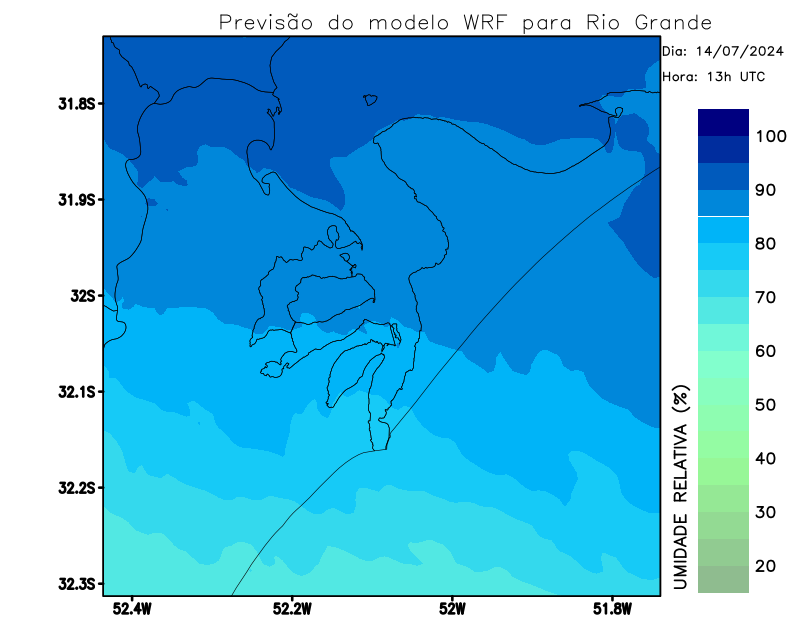 Previsão do modelo WRF para Rio Grande
Dia: 14/07/2024
Hora: 13h UTC
31.8S
31.9S
32S
32.1S
32.2S
32.3S
52.4W
52.2W
52W
51.8W
UMIDADE RELATIVA (%)
100
90
80
70
60
50
40
30
20